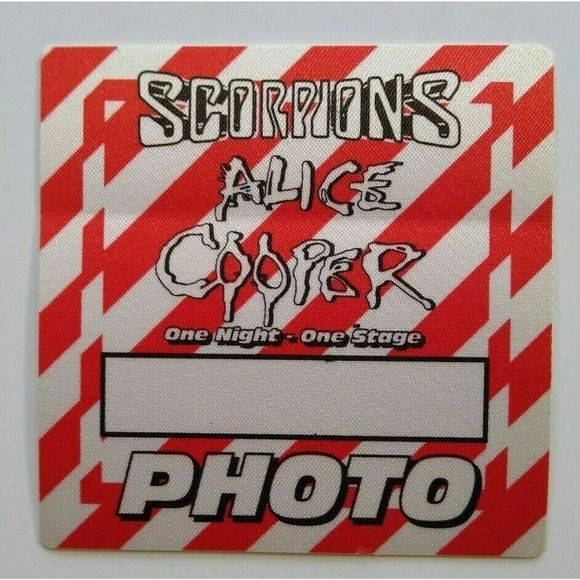 SCORPIONS
ALICE
COOPER
One Night - One Stage
PHOTO